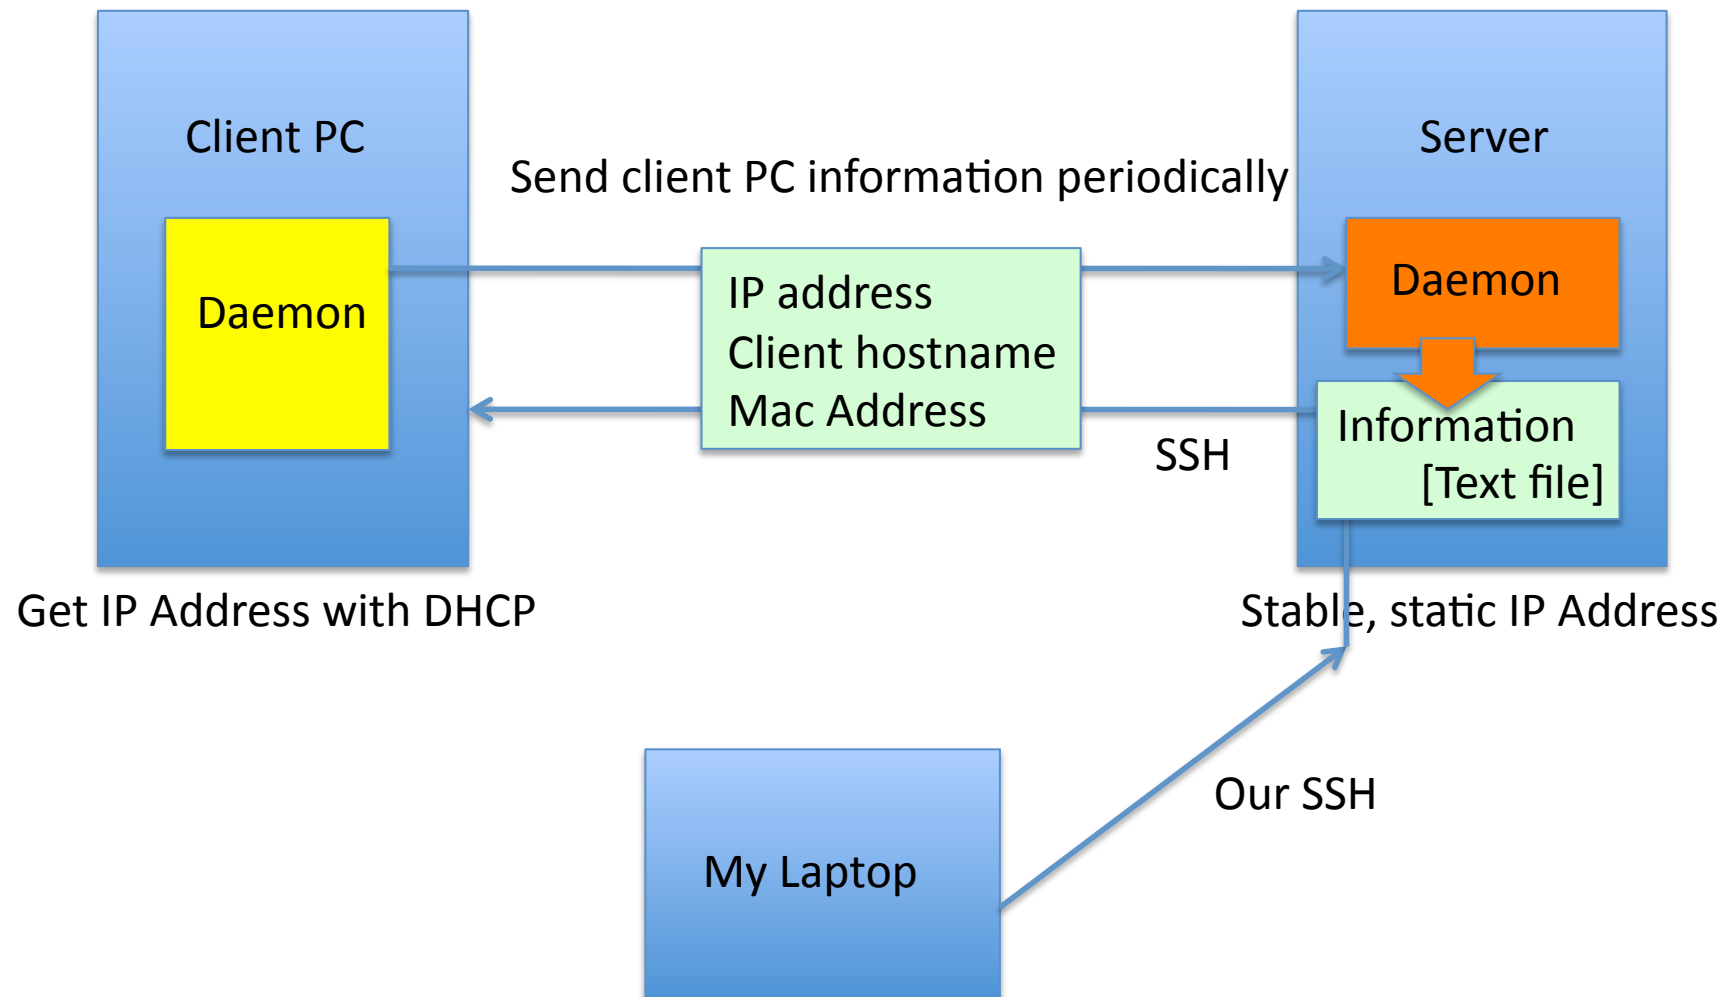 Client PC
Server
Send client PC information periodically
Daemon
IP address
Client hostname
Mac Address
Daemon
Information
[Text file]
SSH
Get IP Address with DHCP
Stable, static IP Address
Our SSH
My Laptop